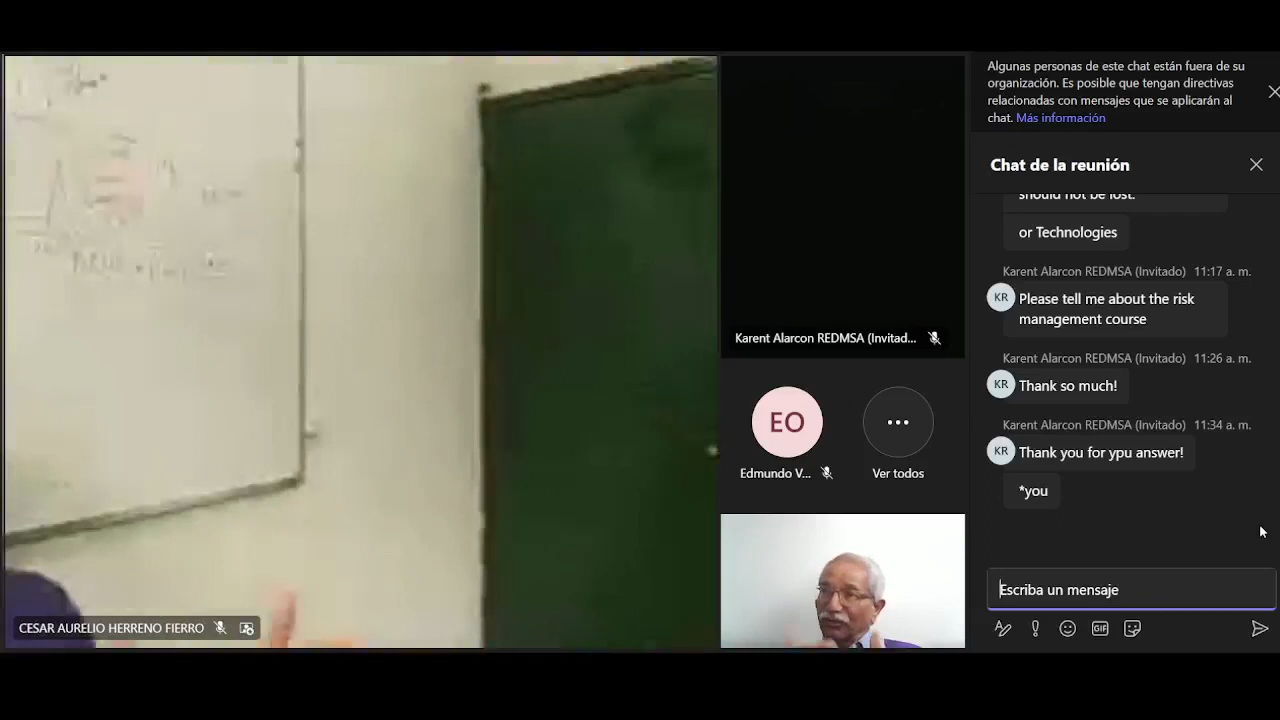 Algunas personas de este chat están fuera de su
organización. Es posible que tengan directivas
relacionadas con mensajes que se aplicarán al
chat. Más información
Chat de la reunión
should not be lost.
or Technologies
Karent Alarcon REDMSA (Invitado) 11:17 a. m.
KR
Please tell me about the risk
management course
Karent Alarcon REDMSA (Invitado) 11:26 a. m.
KR
Thank so much!
Karent Alarcon REDMSA (Invitado) 11:34 a. m.
KR
Thank you for ypu answer!
*you
Escriba un mensaje
GIF
Karent Alarcon REDMSA (Invitad...
EO
Edmundo V...
Ver todos
CESAR AURELIO HERRENO FIERRO